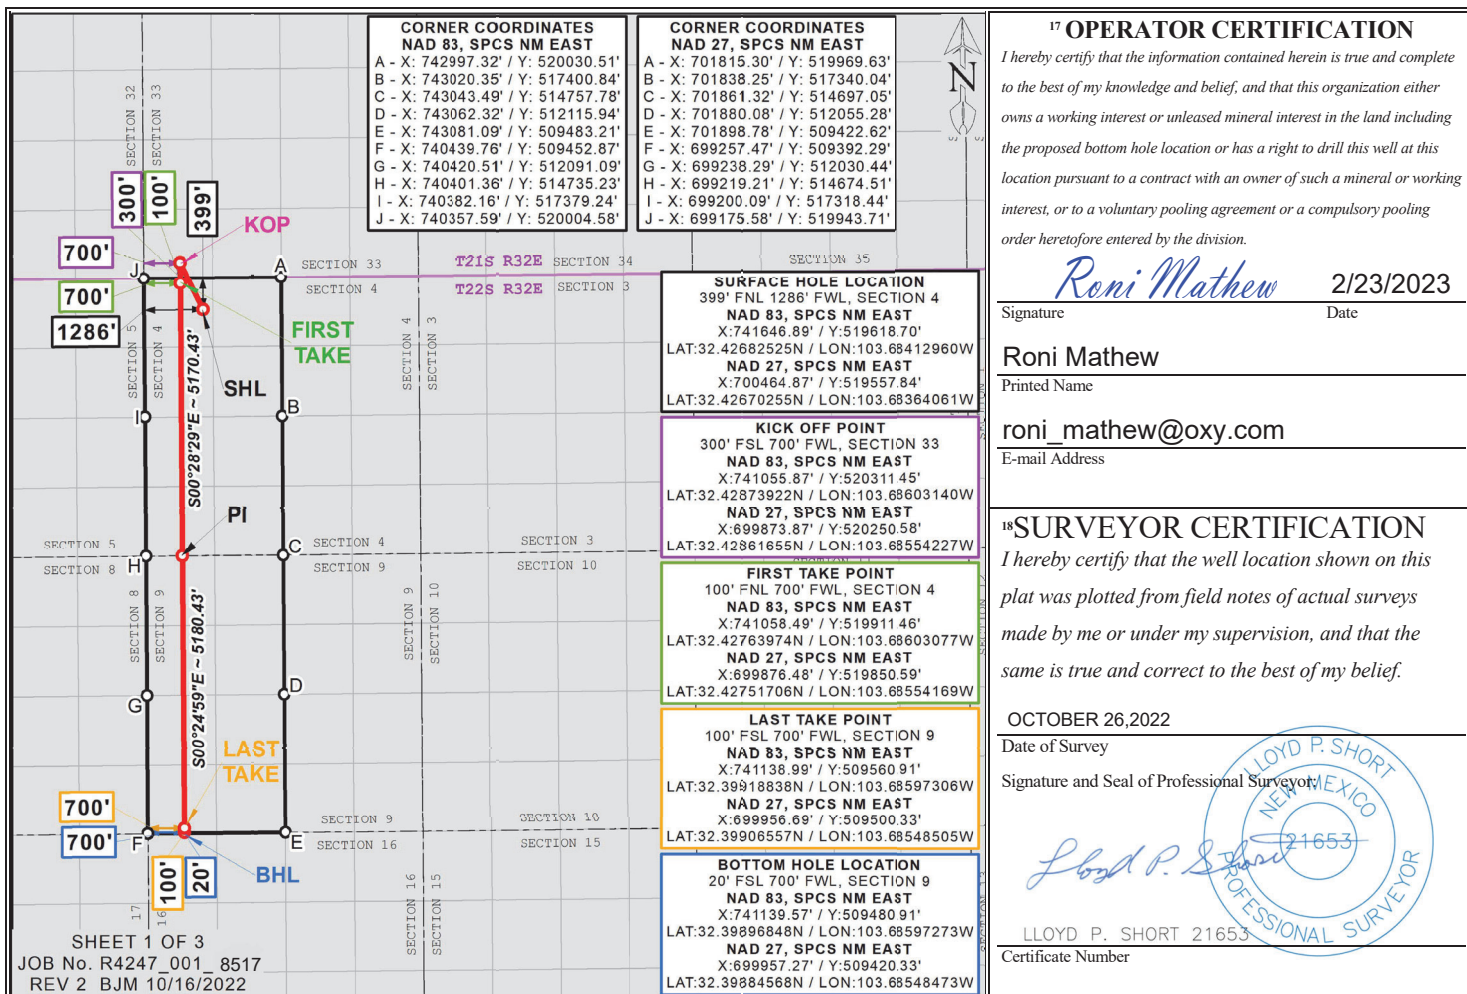 CORNER COORDINATES
NAD 83, SPCS NM EAST
A - X: 742997.32' / Y: 520030.51'
B - X: 743020.35' / Y: 517400.84'
C - X: 743043.49' / Y: 514757.78'
D - X: 743062.32' / Y: 512115.94'
E - X: 743081.09' / Y: 509483.21'
F - X: 740439.76' / Y: 509452.87'
G - X: 740420.51' / Y: 512091.09'
H - X: 740401.36' / Y: 514735.23'
I - X: 740382.16' / Y: 517379.24'
J - X: 740357.59' / Y: 520004.58'
CORNER COORDINATES
NAD 27, SPCS NM EAST
A - X: 701815.30' / Y: 519969.63'
B - X: 701838.25' / Y: 517340.04'
C - X: 701861.32' / Y: 514697.05'
D - X: 701880.08' / Y: 512055.28'
E - X: 701898.78' / Y: 509422.62'
F - X: 699257.47' / Y: 509392.29'
G - X: 699238.29' / Y: 512030.44'
H - X: 699219.21' / Y: 514674.51'
I - X: 699200.09' / Y: 517318.44'
J - X: 699175.58' / Y: 519943.71'
N
SECTION 32
SECTION 33
300'
100'
399'
KOP
700'
J
A
SECTION 33
T21S R32E
SECTION 34
SECTION 35
700'
SECTION 4
T22S R32E
SECTION 3
1286'
SECTION 5
SECTION 4
FIRST
TAKE
SECTION 4
SECTION 3
SHL
S00°28'29"E ~ 5170.43'
I
B
PI
SECTION 5
SECTION 4
SECTION 3
H
C
SECTION 8
SECTION 9
SECTION 10
SECTION 8
SECTION 9
S00°24'59"E ~ 5180.43'
SECTION 9
SECTION 10
G
D
LAST
TAKE
700'
SECTION 9
SECTION 10
700'
F
E
SECTION 16
SECTION 15
100'
20'
BHL
17
16
SECTION 16
SECTION 15
SHEET 1 OF 3
JOB No. R4247_001_ 8517
REV 2 BJM 10/16/2022
SURFACE HOLE LOCATION
399' FNL 1286' FWL, SECTION 4
NAD 83, SPCS NM EAST
X:741646.89' / Y:519618.70'
LAT:32.42682525N / LON:103.68412960W
NAD 27, SPCS NM EAST
X:700464.87' / Y:519557.84'
LAT:32.42670255N / LON:103.68364061W
KICK OFF POINT
300' FSL 700' FWL, SECTION 33
NAD 83, SPCS NM EAST
X:741055.87' / Y:520311.45'
LAT:32.42873922N / LON:103.68603140W
NAD 27, SPCS NM EAST
X:699873.87' / Y:520250.58'
LAT:32.42861655N / LON:103.68554227W
FIRST TAKE POINT
100' FNL 700' FWL, SECTION 4
NAD 83, SPCS NM EAST
X:741058.49' / Y:519911.46'
LAT:32.42763974N / LON:103.68603077W
NAD 27, SPCS NM EAST
X:699876.48' / Y:519850.59'
LAT:32.42751706N / LON:103.68554169W
LAST TAKE POINT
100' FSL 700' FWL, SECTION 9
NAD 83, SPCS NM EAST
X:741138.99' / Y:509560.91'
LAT:32.39918838N / LON:103.68597306W
NAD 27, SPCS NM EAST
X:699956.69' / Y:509500.33'
LAT:32.39906557N / LON:103.68548505W
BOTTOM HOLE LOCATION
20' FSL 700' FWL, SECTION 9
NAD 83, SPCS NM EAST
X:741139.57' / Y:509480.91'
LAT:32.39896848N / LON:103.68597273W
NAD 27, SPCS NM EAST
X:699957.27' / Y:509420.33'
LAT:32.39884568N / LON:103.68548473W
17 OPERATOR CERTIFICATION
I hereby certify that the information contained herein is true and complete
to the best of my knowledge and belief, and that this organization either
owns a working interest or unleased mineral interest in the land including
the proposed bottom hole location or has a right to drill this well at this
location pursuant to a contract with an owner of such a mineral or working
interest, or to a voluntary pooling agreement or a compulsory pooling
order heretofore entered by the division.
Roni Mathew 2/23/2023
Signature Date
Roni Mathew
Printed Name
roni_mathew@oxy.com
E-mail Address
18SURVEYOR CERTIFICATION
I hereby certify that the well location shown on this
plat was plotted from field notes of actual surveys
made by me or under my supervision, and that the
same is true and correct to the best of my belief.
OCTOBER 26,2022
Date of Survey
Signature and Seal of Professional Surveyor:
LLOYD P. SHORT
NEW MEXICO
21653
PROFESSIONAL SURVEYOR
Lloyd P. Short
LLOYD P. SHORT 21653
Certificate Number